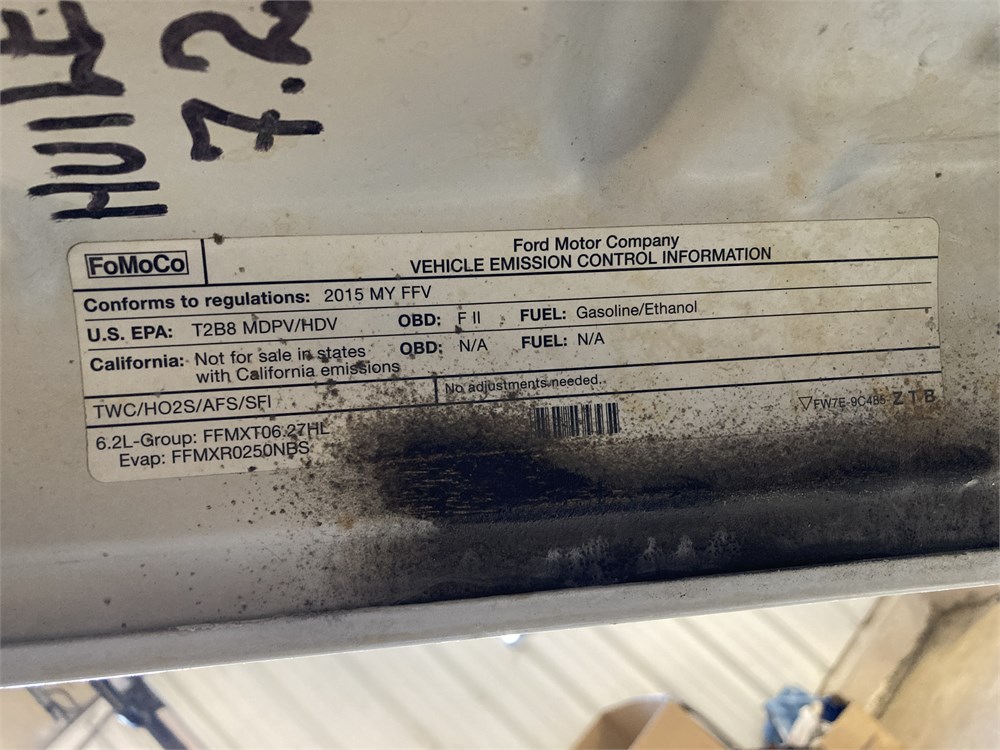 HUILE
7.2
FoMoCo
Ford Motor Company
VEHICLE EMISSION CONTROL INFORMATION
Conforms to regulations: 2015 MY FFV
U.S. EPA: T2B8 MDPV/HDV OBD: F II FUEL: Gasoline/Ethanol
California: Not for sale in states OBD: N/A FUEL: N/A
with California emissions
TWC/HO2S/AFS/SFI No adjustments needed.
6.2L-Group: FFMXT06.27HL
Evap: FFMXR0250NBS
FW7E-9C485- Z T B